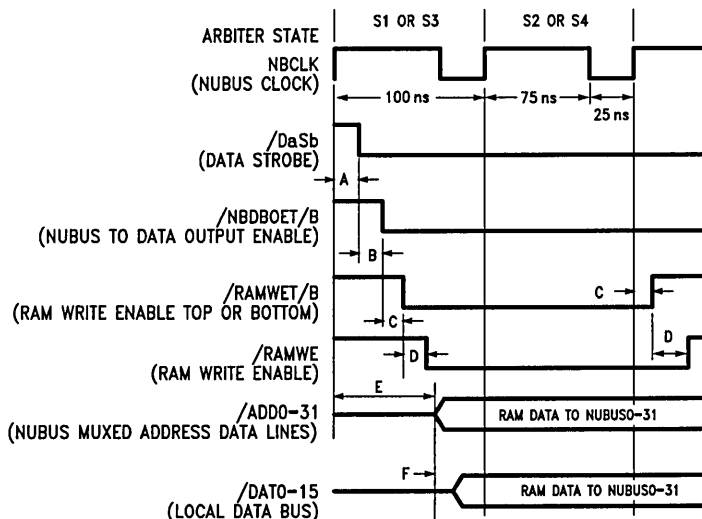 S1 OR S3 S2 OR S4
ARBITER STATE
NBCLK
(NUBUS CLOCK)
100 ns 75 ns
25 ns
/DaSb
(DATA STROBE)
A
/NBDBOET/B
(NUBUS TO DATA OUTPUT ENABLE)
B
/RAMWET/B
(RAM WRITE ENABLE TOP OR BOTTOM)
C
C
/RAMWE
(RAM WRITE ENABLE)
D
D
E
/ADD0-31
(NUBUS MUXED ADDRESS DATA LINES)
RAM DATA TO NUBUS0-31
F
/DAT0-15
(LOCAL DATA BUS)
RAM DATA TO NUBUS0-31